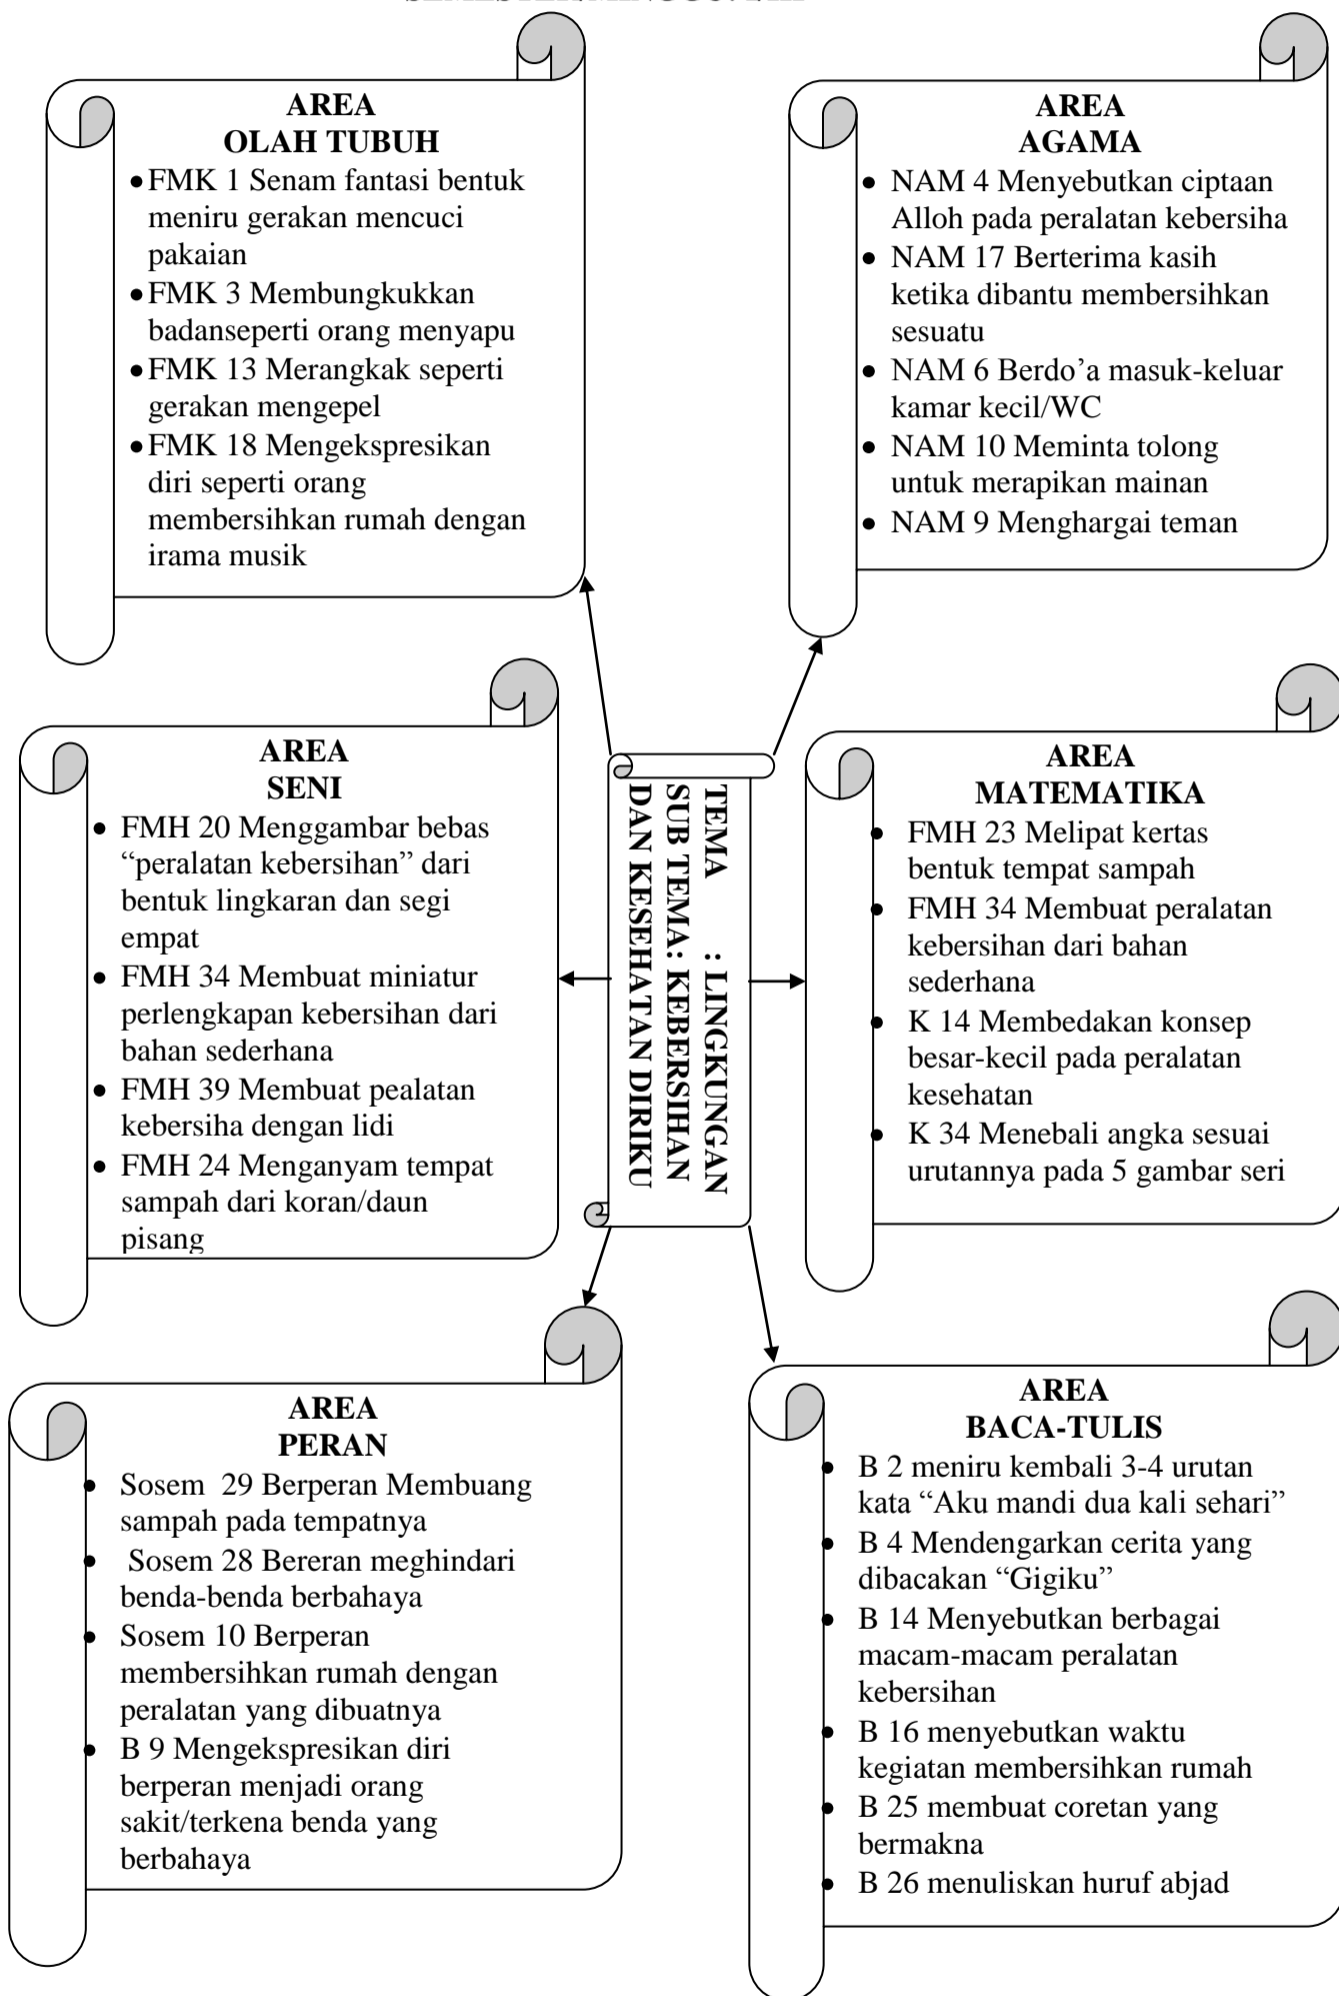 AREA
OLAH TUBUH
• FMK 1 Senam fantasi bentuk
meniru gerakan mencuci
pakaian
• FMK 3 Membungkukkan
badanseperti orang menyapu
• FMK 13 Merangkak seperti
gerakan mengepel
• FMK 18 Mengekspresikan
diri seperti orang
membersihkan rumah dengan
irama musik
AREA
AGAMA
• NAM 4 Menyebutkan ciptaan
Alloh pada peralatan kebersiha
• NAM 17 Berterima kasih
ketika dibantu membersihkan
sesuatu
• NAM 6 Berdo’a masuk-keluar
kamar kecil/WC
• NAM 10 Meminta tolong
untuk merapikan mainan
• NAM 9 Menghargai teman
AREA
SENI
• FMH 20 Menggambar bebas
“peralatan kebersihan” dari
bentuk lingkaran dan segi
empat
• FMH 34 Membuat miniatur
perlengkapan kebersihan dari
bahan sederhana
• FMH 39 Membuat pealatan
kebersiha dengan lidi
• FMH 24 Menganyam tempat
sampah dari koran/daun
pisang
TEMA : LINGKUNGAN
SUB TEMA: KEBERSIHAN
DAN KESEHATAN DIRIKU
AREA
MATEMATIKA
• FMH 23 Melipat kertas
bentuk tempat sampah
• FMH 34 Membuat peralatan
kebersihan dari bahan
sederhana
• K 14 Membedakan konsep
besar-kecil pada peralatan
kesehatan
• K 34 Menebali angka sesuai
urutannya pada 5 gambar seri
AREA
PERAN
• Sosem 29 Berperan Membuang
sampah pada tempatnya
• Sosem 28 Bereran meghindari
benda-benda berbahaya
• Sosem 10 Berperan
membersihkan rumah dengan
peralatan yang dibuatnya
• B 9 Mengekspresikan diri
berperan menjadi orang
sakit/terkena benda yang
berbahaya
AREA
BACA-TULIS
• B 2 meniru kembali 3-4 urutan
kata “Aku mandi dua kali sehari”
• B 4 Mendengarkan cerita yang
dibacakan “Gigiku”
• B 14 Menyebutkan berbagai
macam-macam peralatan
kebersihan
• B 16 menyebutkan waktu
kegiatan membersihkan rumah
• B 25 membuat coretan yang
bermakna
• B 26 menuliskan huruf abjad